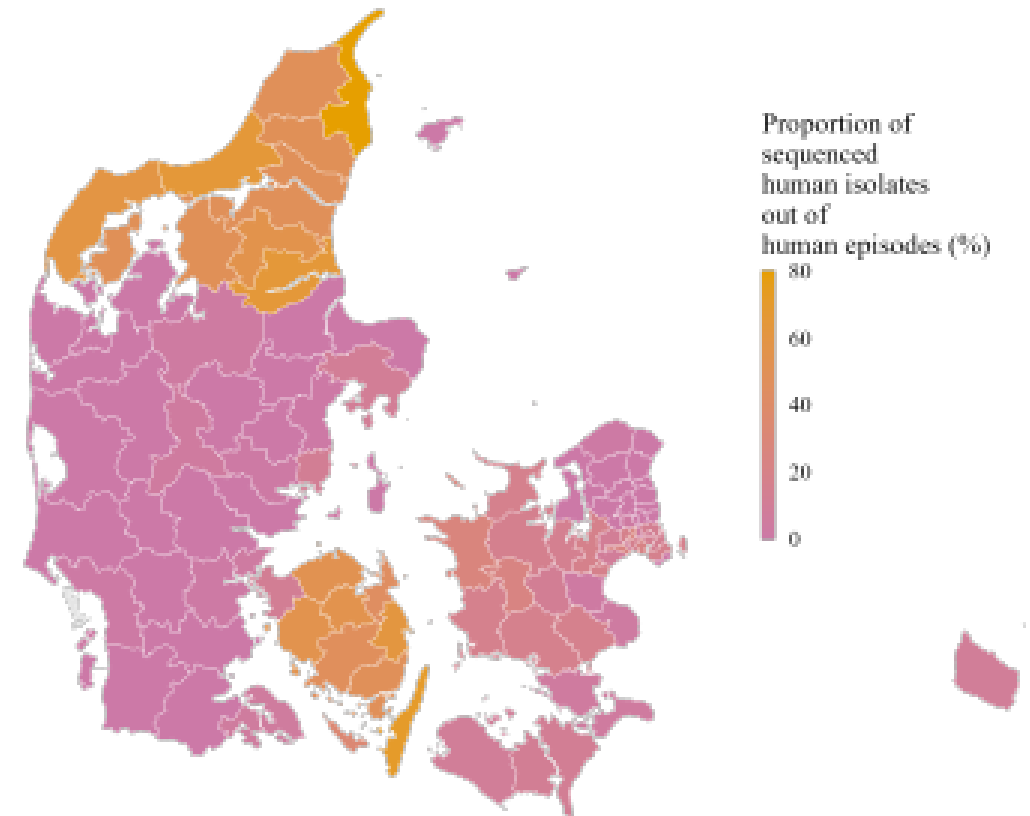 Proportion of
sequenced
human isolates
out of
human episodes (%)
80
60
40
20
0